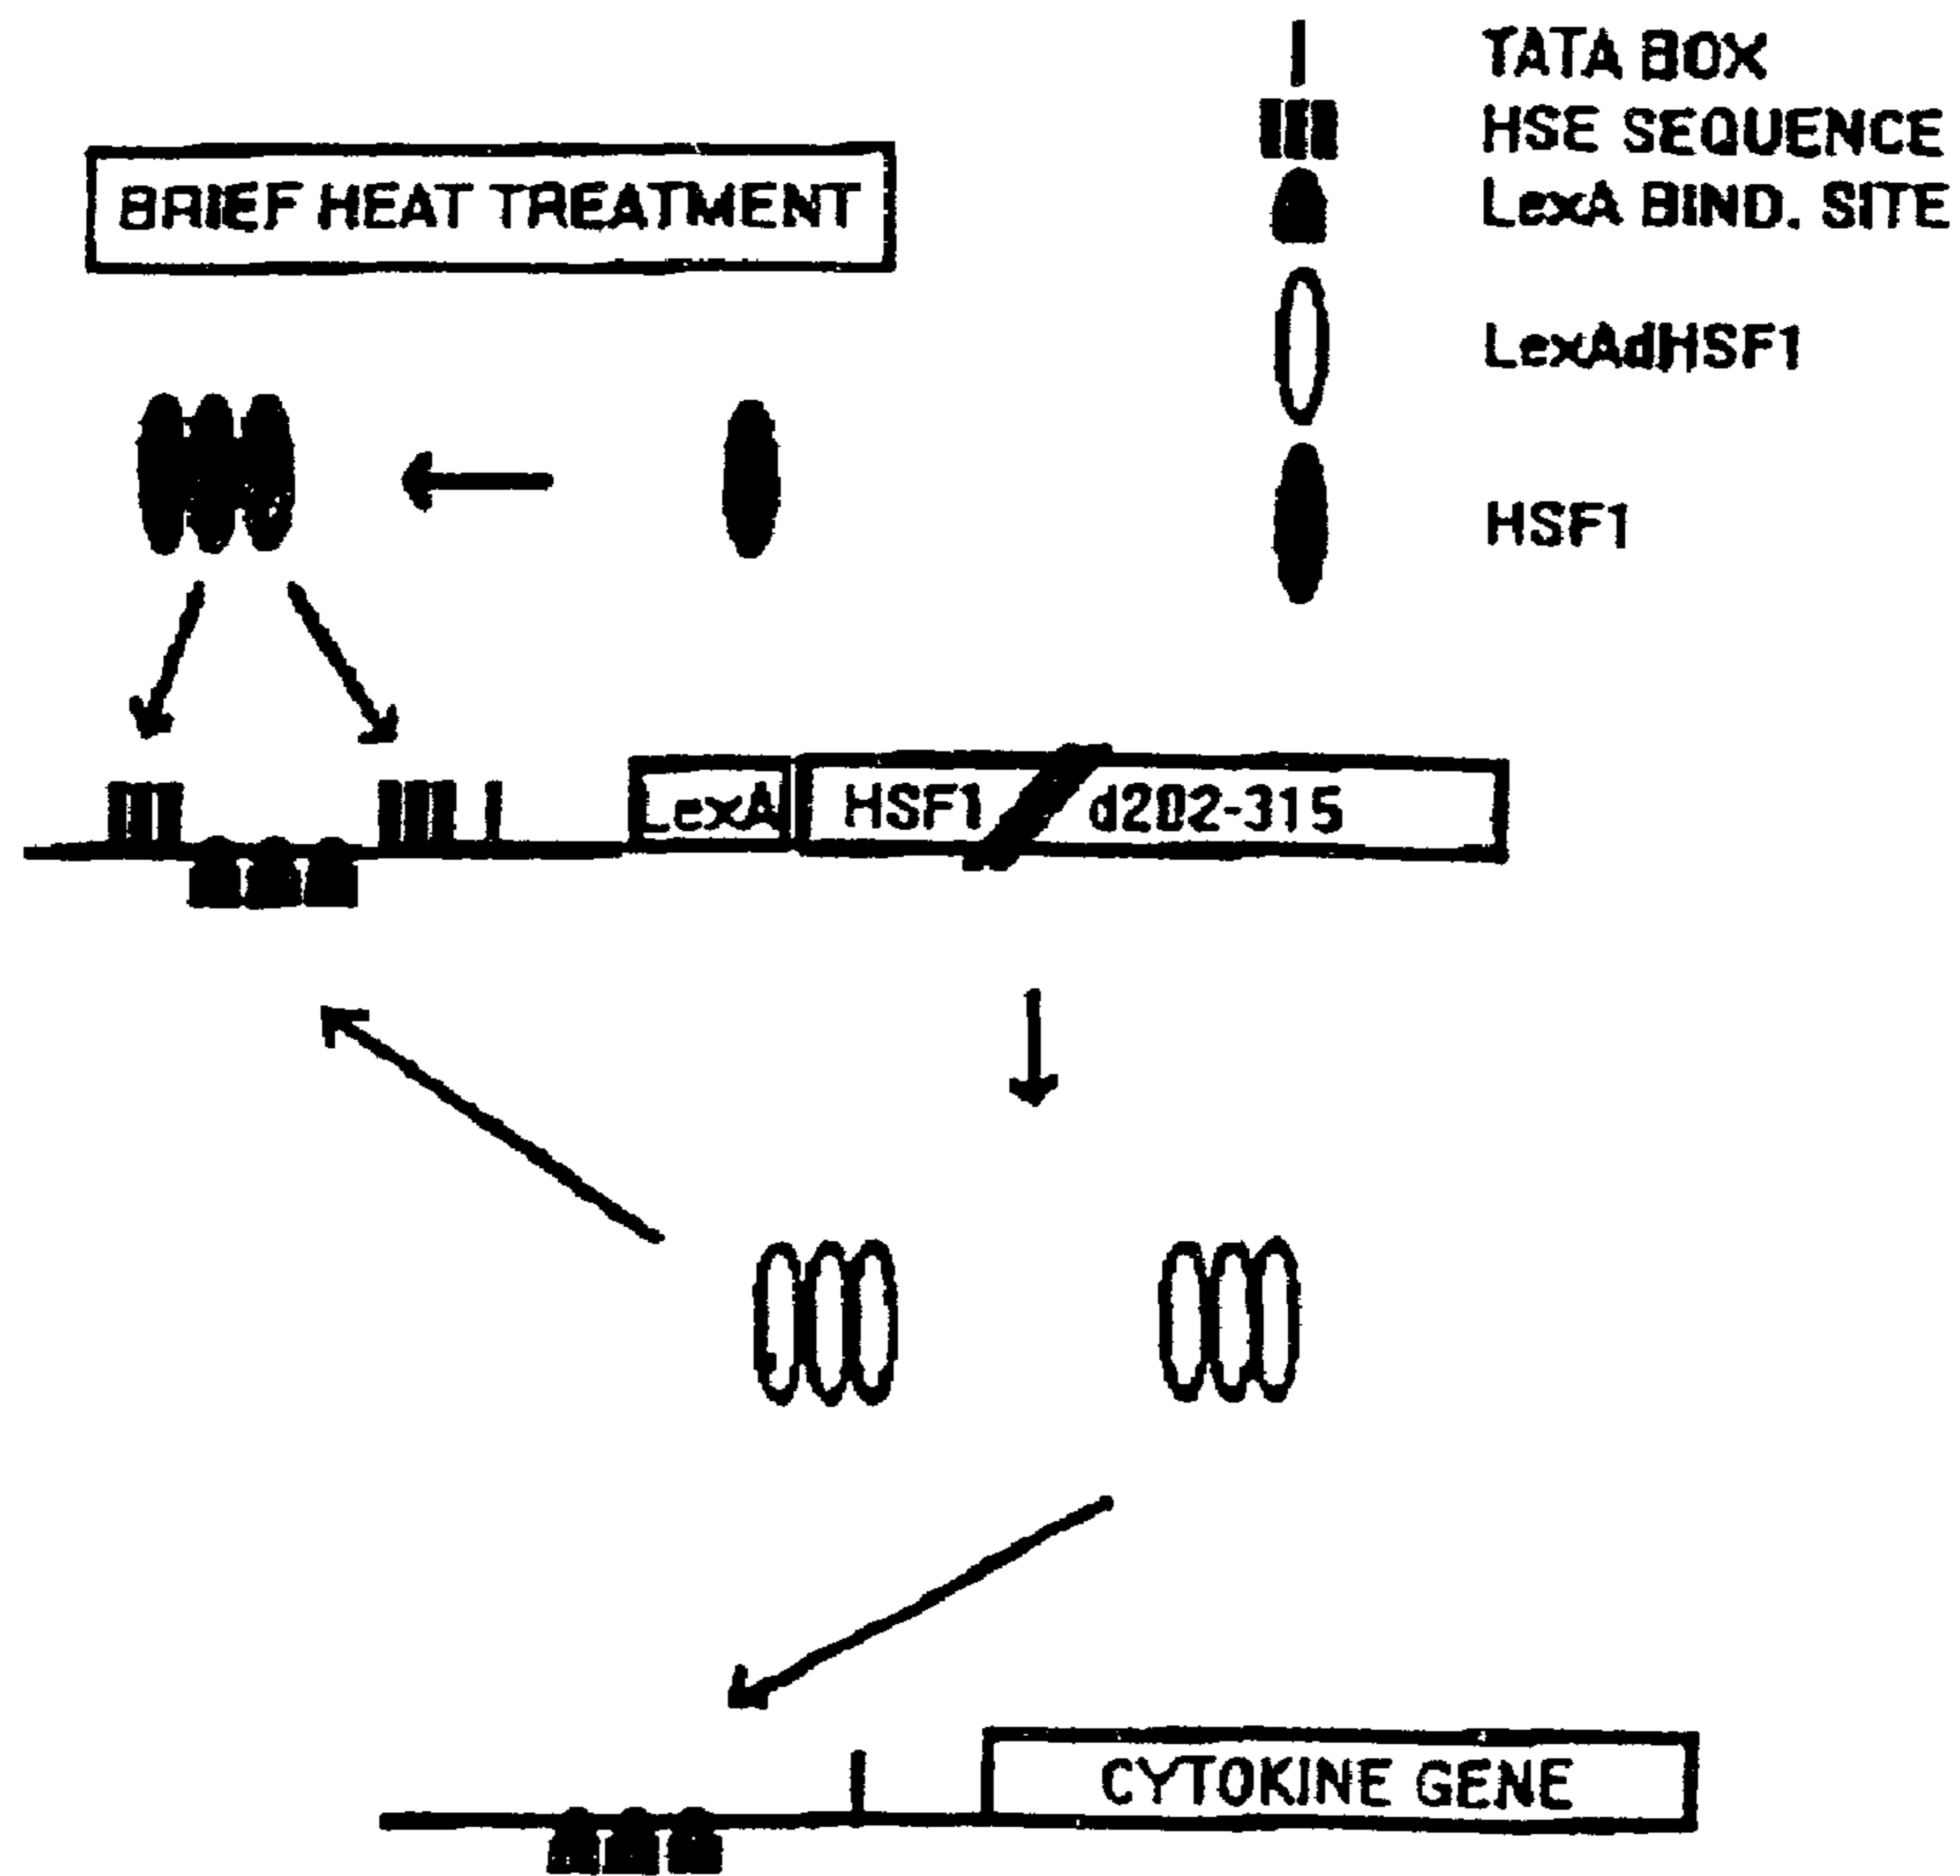 TATA BOX
HSE SEQUENCE
BRIEF HEAT TREATMENT
LexA BIND. SITE
LexAdHSF1
HSF1
LexA HSF1 d202-315
CYTOKINE GENE